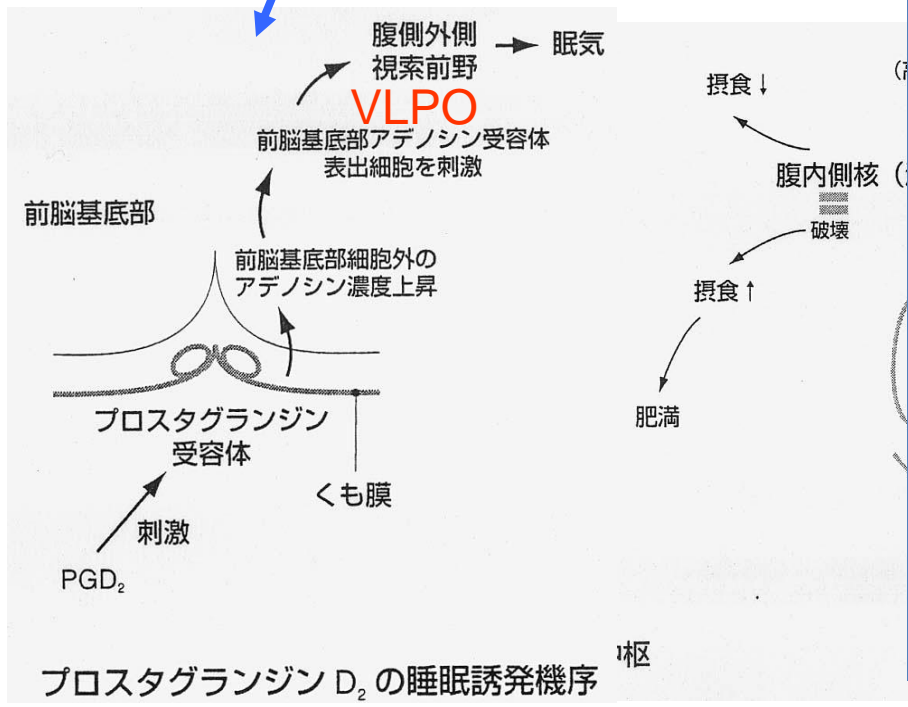 腹側外側 → 眠気
視索前野
VLPO
前脳基底部アデノシン受容体
表出細胞を刺激
前脳基底部
前脳基底部細胞外の
アデノシン濃度上昇
プロスタグランジン
受容体
くも膜
刺激
PGD₂
プロスタグランジン D₂ の睡眠誘発機序
摂食↓
腹内側核（
破壊
摂食↑
肥満
枢